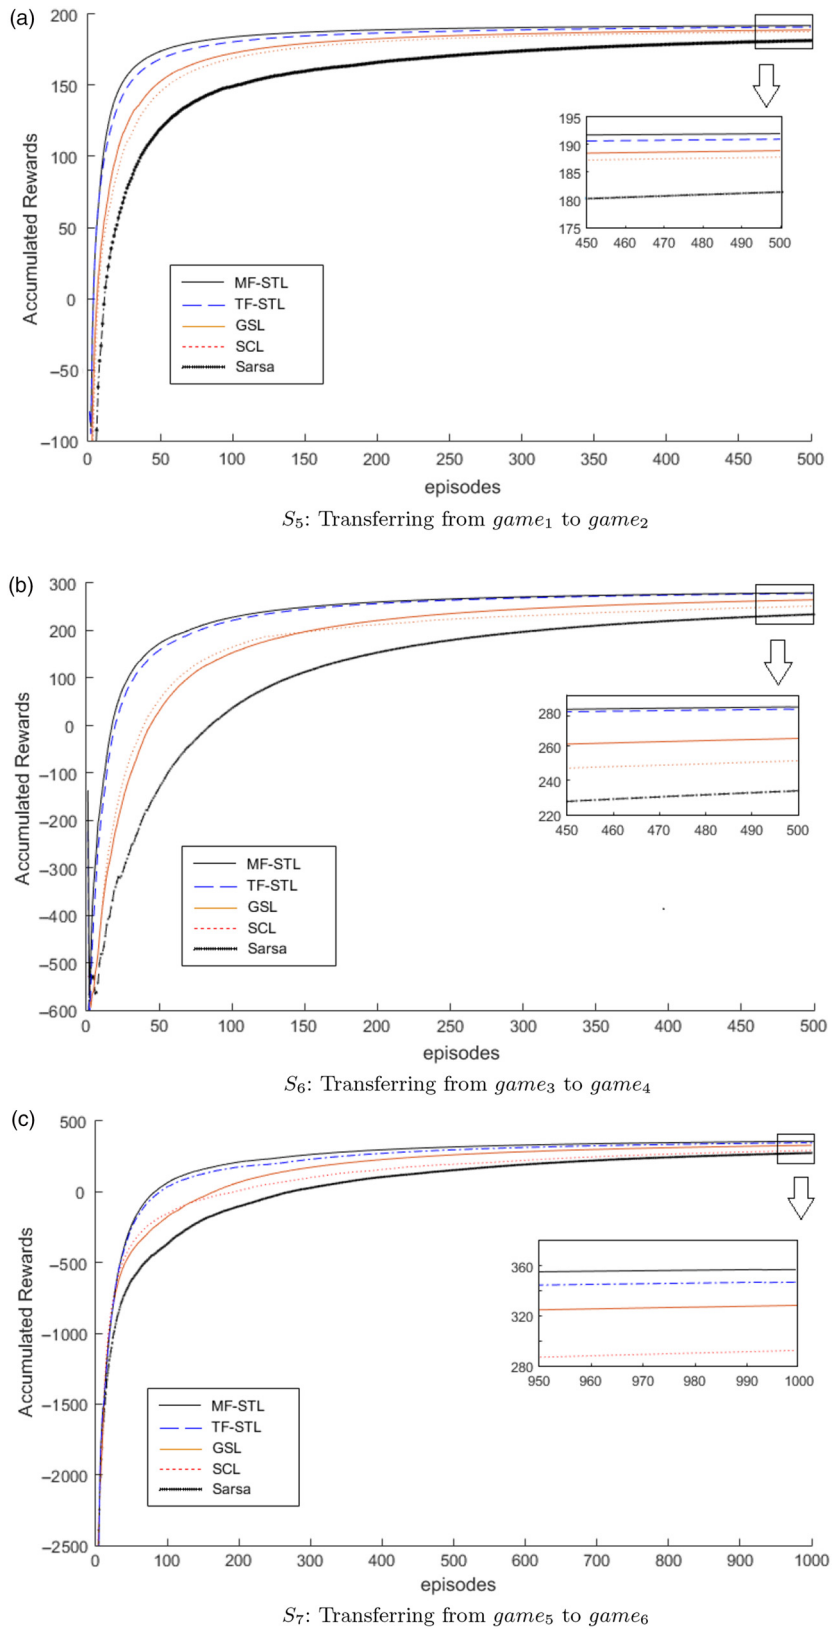 (a)
200
150
100
50
0
−50
−100
Accumulated Rewards
195
190
185
180
175
450 460 470 480 490 500
MF-STL
TF-STL
GSL
SCL
Sarsa
0 50 100 150 200 250 300 350 400 450 500
episodes
S5: Transferring from game1 to game2
(b)
300
200
100
0
−100
−200
−300
−400
−500
−600
Accumulated Rewards
280
260
240
220
450 460 470 480 490 500
MF-STL
TF-STL
GSL
SCL
Sarsa
0 50 100 150 200 250 300 350 400 450 500
episodes
S6: Transferring from game3 to game4
(c)
500
0
−500
−1000
−1500
−2000
−2500
Accumulated Rewards
360
320
280
950 960 970 980 990 1000
MF-STL
TF-STL
GSL
SCL
Sarsa
0 100 200 300 400 500 600 700 800 900 1000
episodes
S7: Transferring from game5 to game6